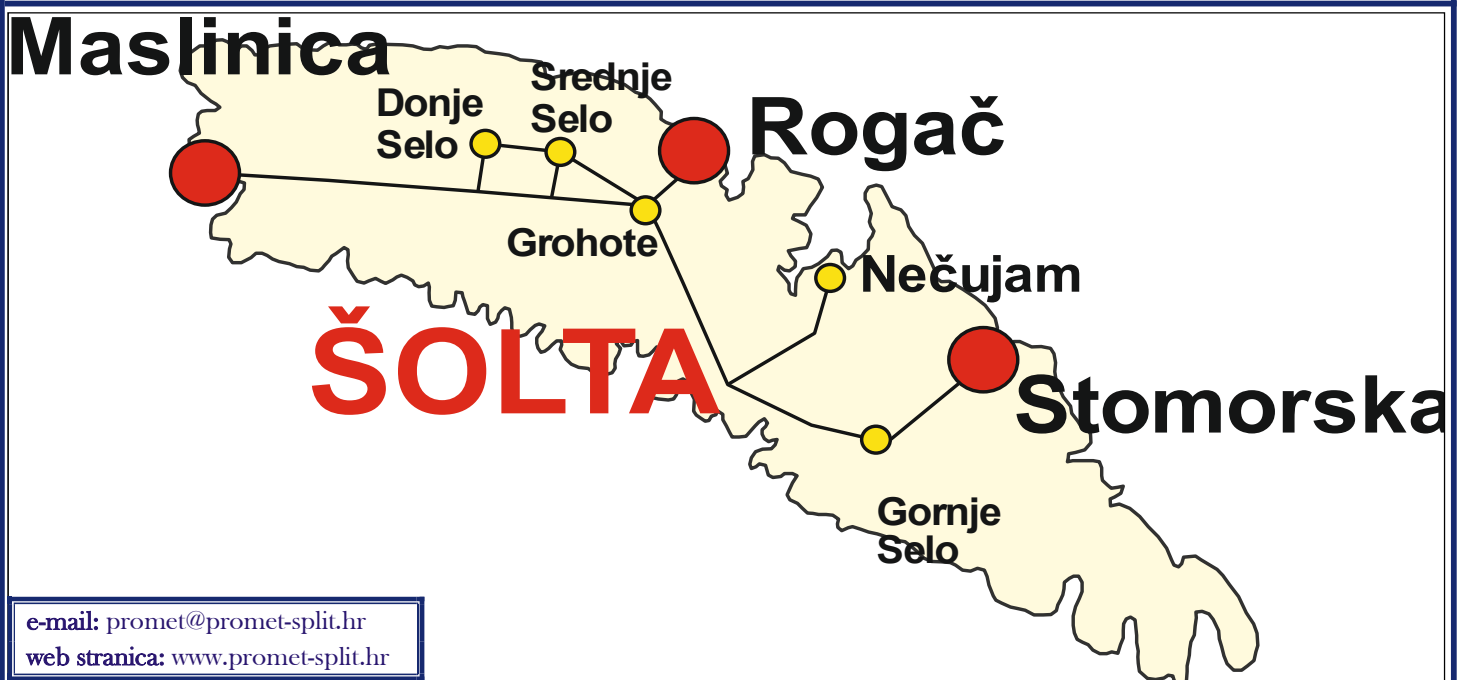 Maslinica
Srednje
Selo
Donje
Selo
Rogač
Grohote
Nečujam
ŠOLTA
Stomorska
Gornje
Selo
e-mail: promet@promet-split.hr
web stranica: www.promet-split.hr